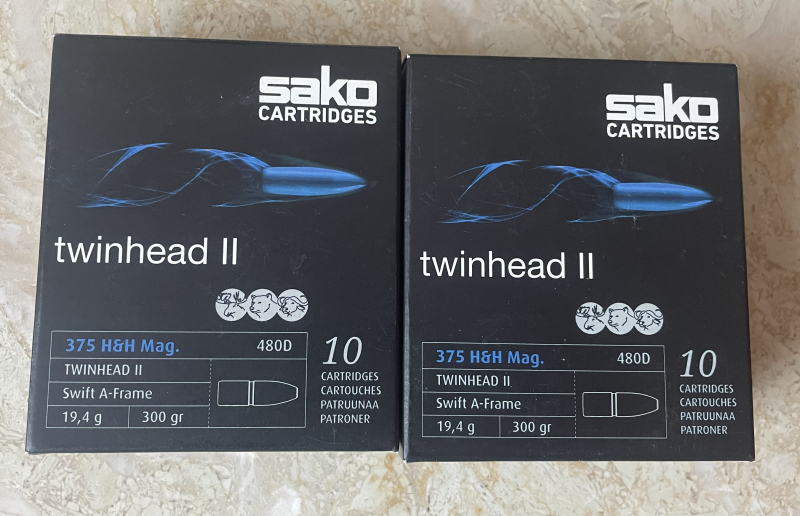 sako
CARTRIDGES
twinhead II
375 H&H Mag. 480D
TWINHEAD II
Swift A-Frame
19,4 g 300 gr
10
CARTRIDGES
CARTOUCHES
PATRUUNAA
PATRONER
sako
CARTRIDGES
twinhead II
375 H&H Mag. 480D
TWINHEAD II
Swift A-Frame
19,4 g 300 gr
10
CARTRIDGES
CARTOUCHES
PATRUUNAA
PATRONER